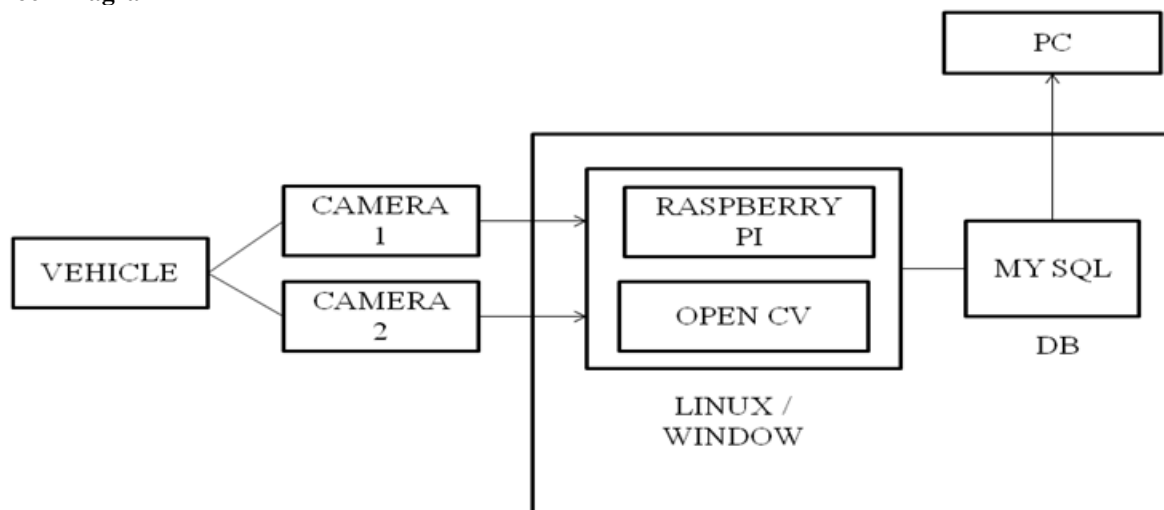 PC
CAMERA
1
RASPBERRY
PI
VEHICLE
MY SQL
CAMERA
2
OPEN CV
DB
LINUX /
WINDOW